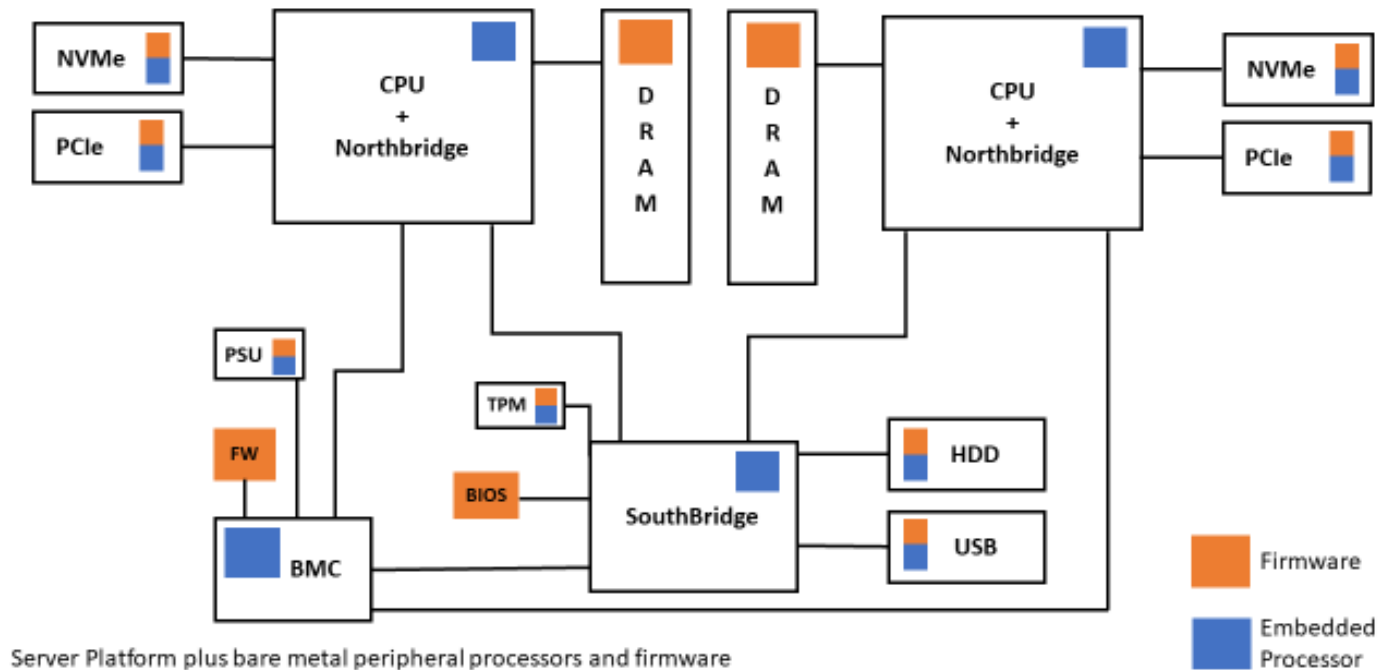 NVMe
PCIe
CPU
+
Northbridge
D
R
A
M
D
R
A
M
CPU
+
Northbridge
NVMe
PCIe
PSU
FW
BMC
TPM
BIOS
SouthBridge
HDD
USB
Firmware
Embedded
Processor
Server Platform plus bare metal peripheral processors and firmware